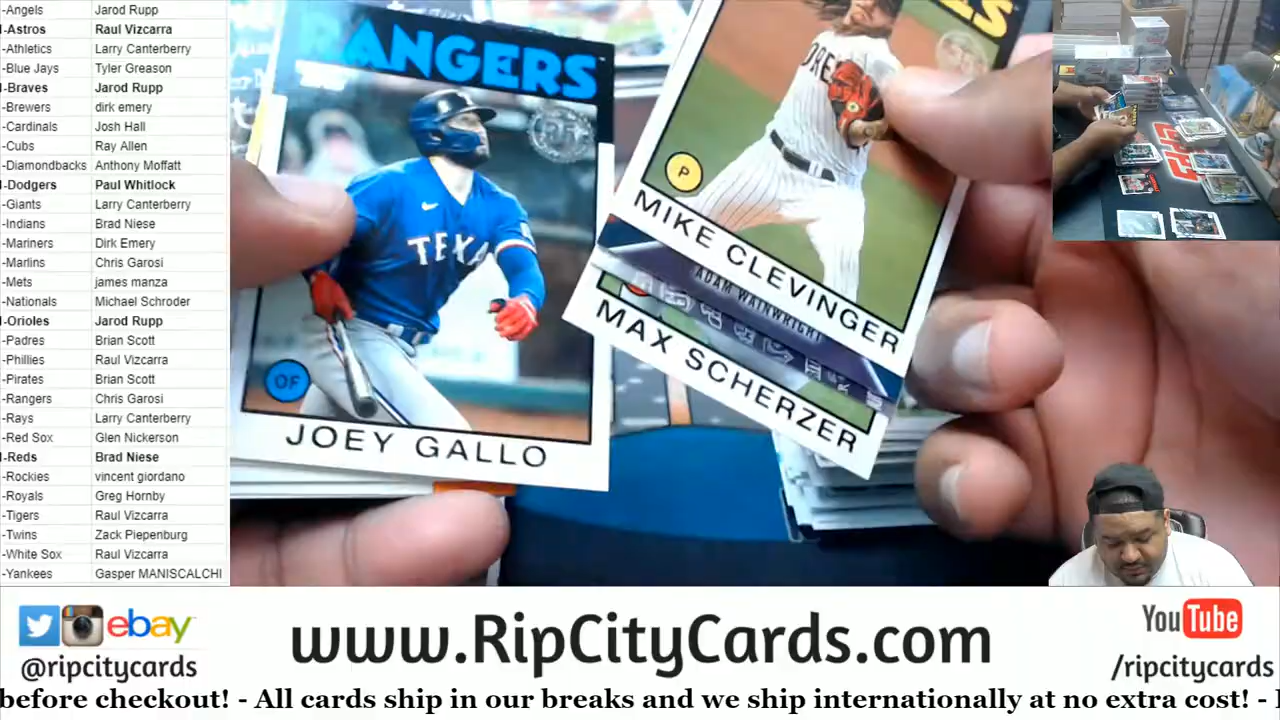 -Angels Jarod Rupp
-Astros Raul Vizcarra
-Athletics Larry Canterberry
-Blue Jays Tyler Greason
-Braves Jarod Rupp
-Brewers dirk emery
-Cardinals Josh Hall
-Cubs Ray Allen
-Diamondbacks Anthony Moffatt
-Dodgers Paul Whitlock
-Giants Larry Canterberry
-Indians Brad Niese
-Mariners Dirk Emery
-Marlins Chris Garosi
-Mets james manza
-Nationals Michael Schroder
-Orioles Jarod Rupp
-Padres Brian Scott
-Phillies Raul Vizcarra
-Pirates Brian Scott
-Rangers Chris Garosi
-Rays Larry Canterberry
-Red Sox Glen Nickerson
-Reds Brad Niese
-Rockies vincent giordano
-Royals Greg Hornby
-Tigers Raul Vizcarra
-Twins Zack Piepenburg
-White Sox Raul Vizcarra
-Yankees Gasper MANISCALCHI
RANGERS
TEXA
OF
JOEY GALLO
P
MIKE CLEVINGER
ADAM WAINWRIGHT
MAX SCHERZER
ebay
@ripcitycards
www.RipCityCards.com
YouTube
/ripcitycards
before checkout! - All cards ship in our breaks and we ship internationally at no extra cost! -